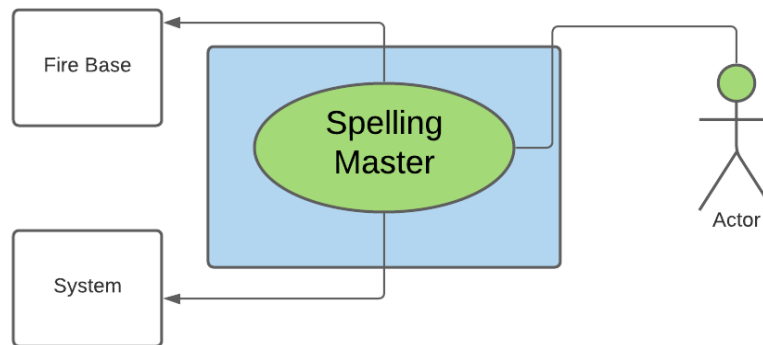 Fire Base
Spelling
Master
Actor
System